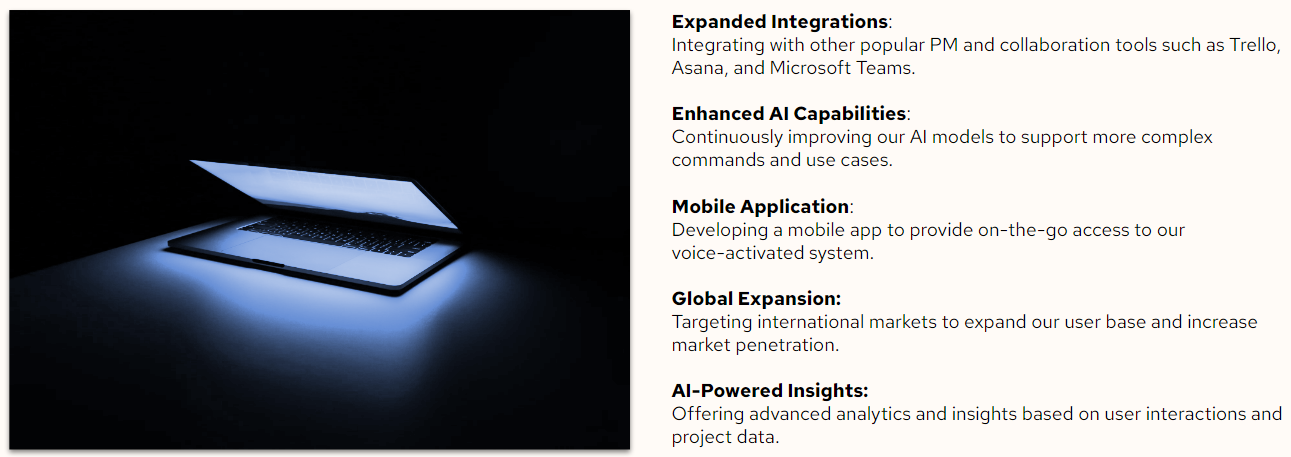 Expanded Integrations:
Integrating with other popular PM and collaboration tools such as Trello,
Asana, and Microsoft Teams.
Enhanced AI Capabilities:
Continuously improving our AI models to support more complex
commands and use cases.
Mobile Application:
Developing a mobile app to provide on-the-go access to our
voice-activated system.
Global Expansion:
Targeting international markets to expand our user base and increase
market penetration.
AI-Powered Insights:
Offering advanced analytics and insights based on user interactions and
project data.